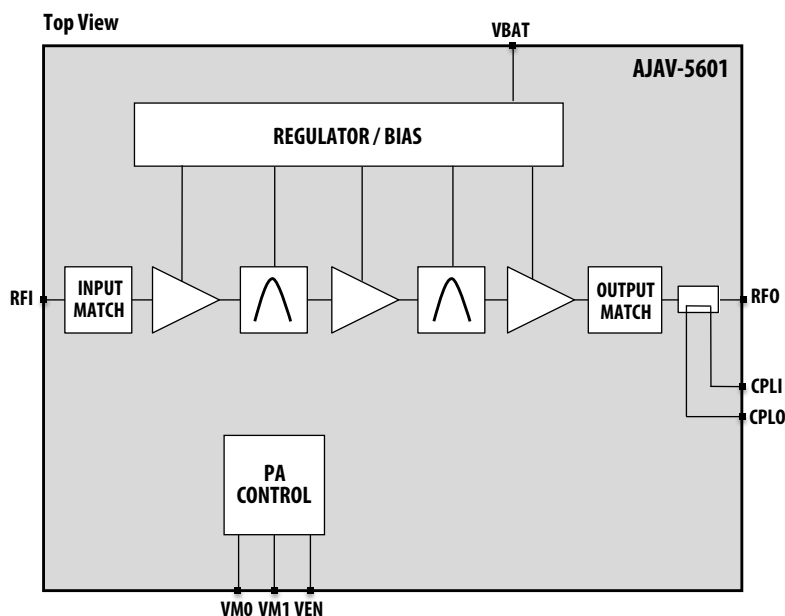 Top View
VBAT
AJAV-5601
REGULATOR / BIAS
RFI
INPUT
MATCH
OUTPUT
MATCH
RFO
CPLI
CPLO
PA
CONTROL
VM0 VM1 VEN